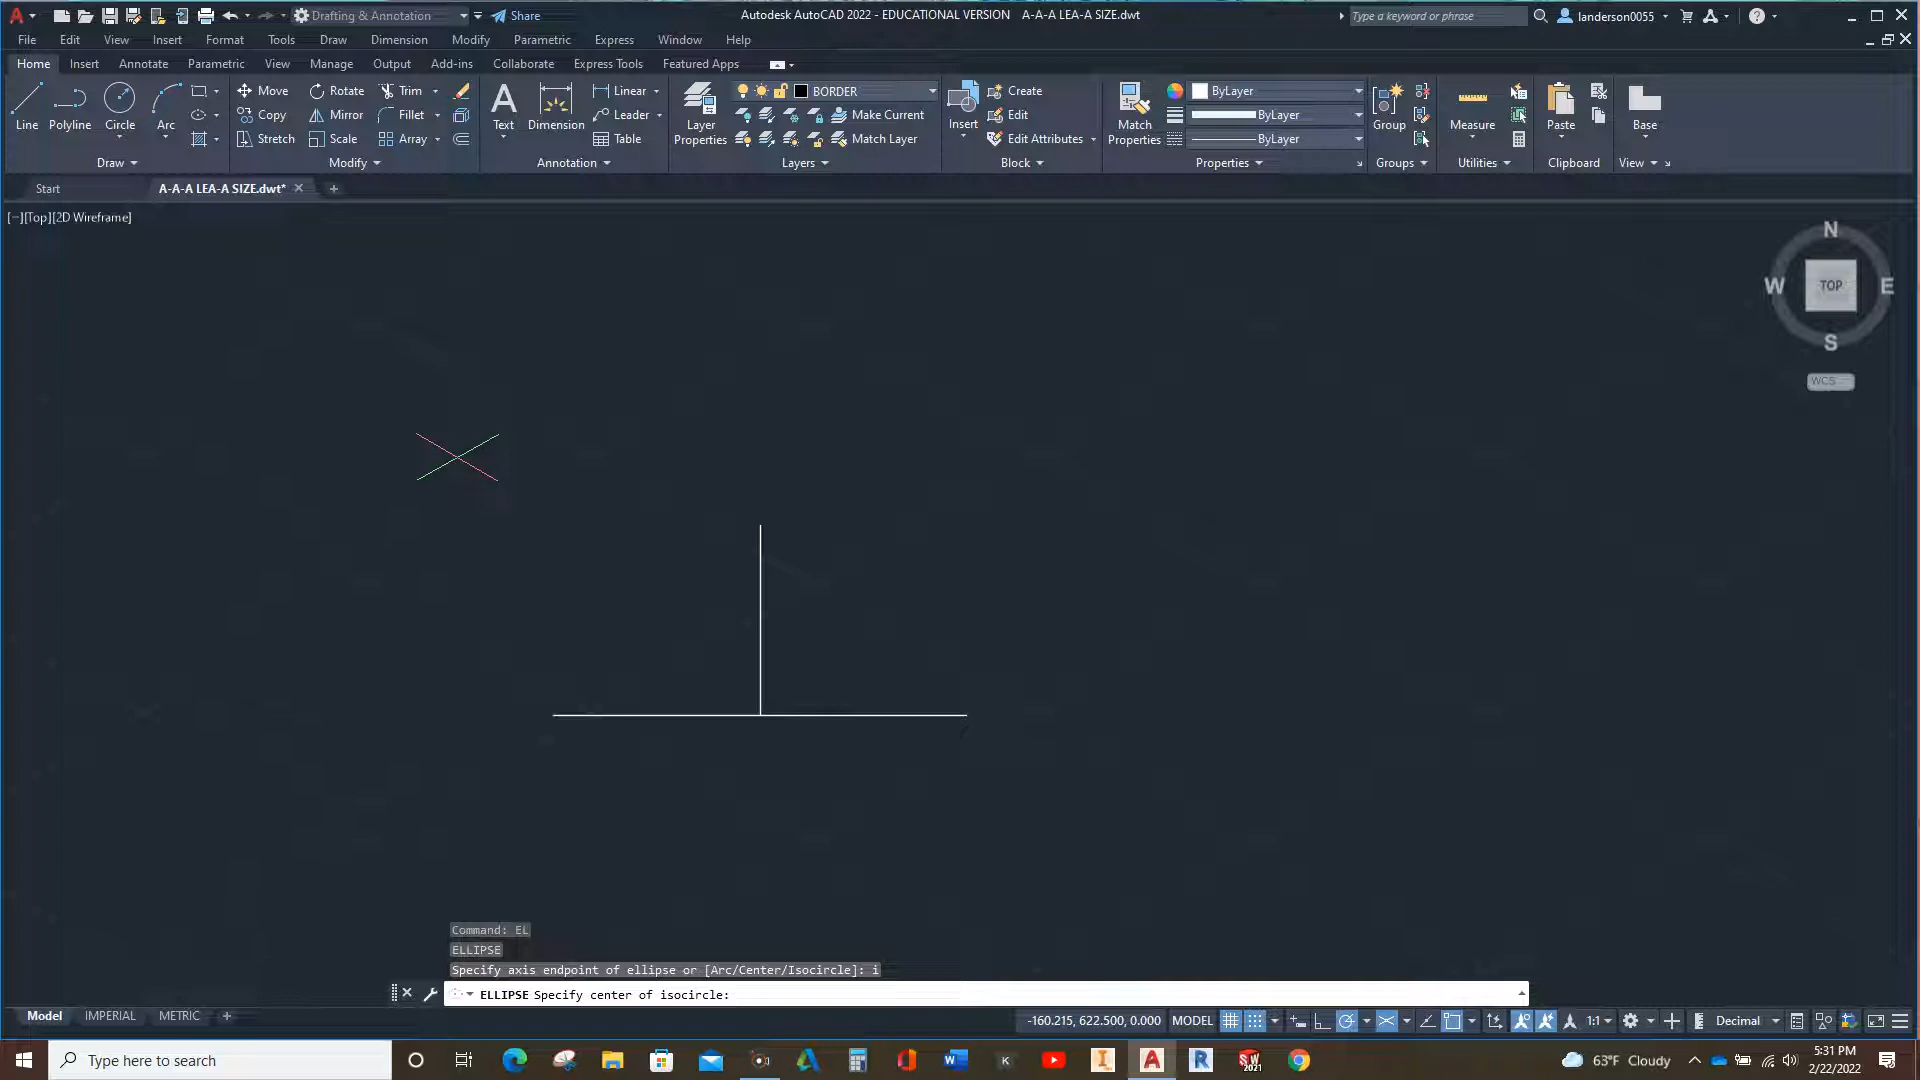 Drafting & Annotation
Share
Autodesk AutoCAD 2022 - EDUCATIONAL VERSION A-A-A LEA-A SIZE.dwt
Type a keyword or phrase
landerson0055
File Edit View Insert Format Tools Draw Dimension Modify Parametric Express Window Help
Home Insert Annotate Parametric View Manage Output Add-ins Collaborate Express Tools Featured Apps
Line Polyline Circle Arc
Draw
Move Rotate Trim
Copy Mirror Fillet
Stretch Scale Array
Modify
Text Dimension
Linear
Leader
Table
Annotation
Layer Properties
BORDER
Make Current
Match Layer
Layers
Insert
Create
Edit
Edit Attributes
Block
Match Properties
ByLayer
ByLayer
ByLayer
Properties
Group
Groups
Measure
Utilities
Paste
Clipboard
Base
View
Start
A-A-A LEA-A SIZE.dwt*
[−][Top][2D Wireframe]
N
W TOP E
S
WCS
Command: EL
ELLIPSE
Specify axis endpoint of ellipse or [Arc/Center/Isocircle]: i
ELLIPSE Specify center of isocircle:
Model IMPERIAL METRIC
-160.215, 622.500, 0.000 MODEL 1:1 Decimal
Type here to search
63°F Cloudy
5:31 PM
2/22/2022